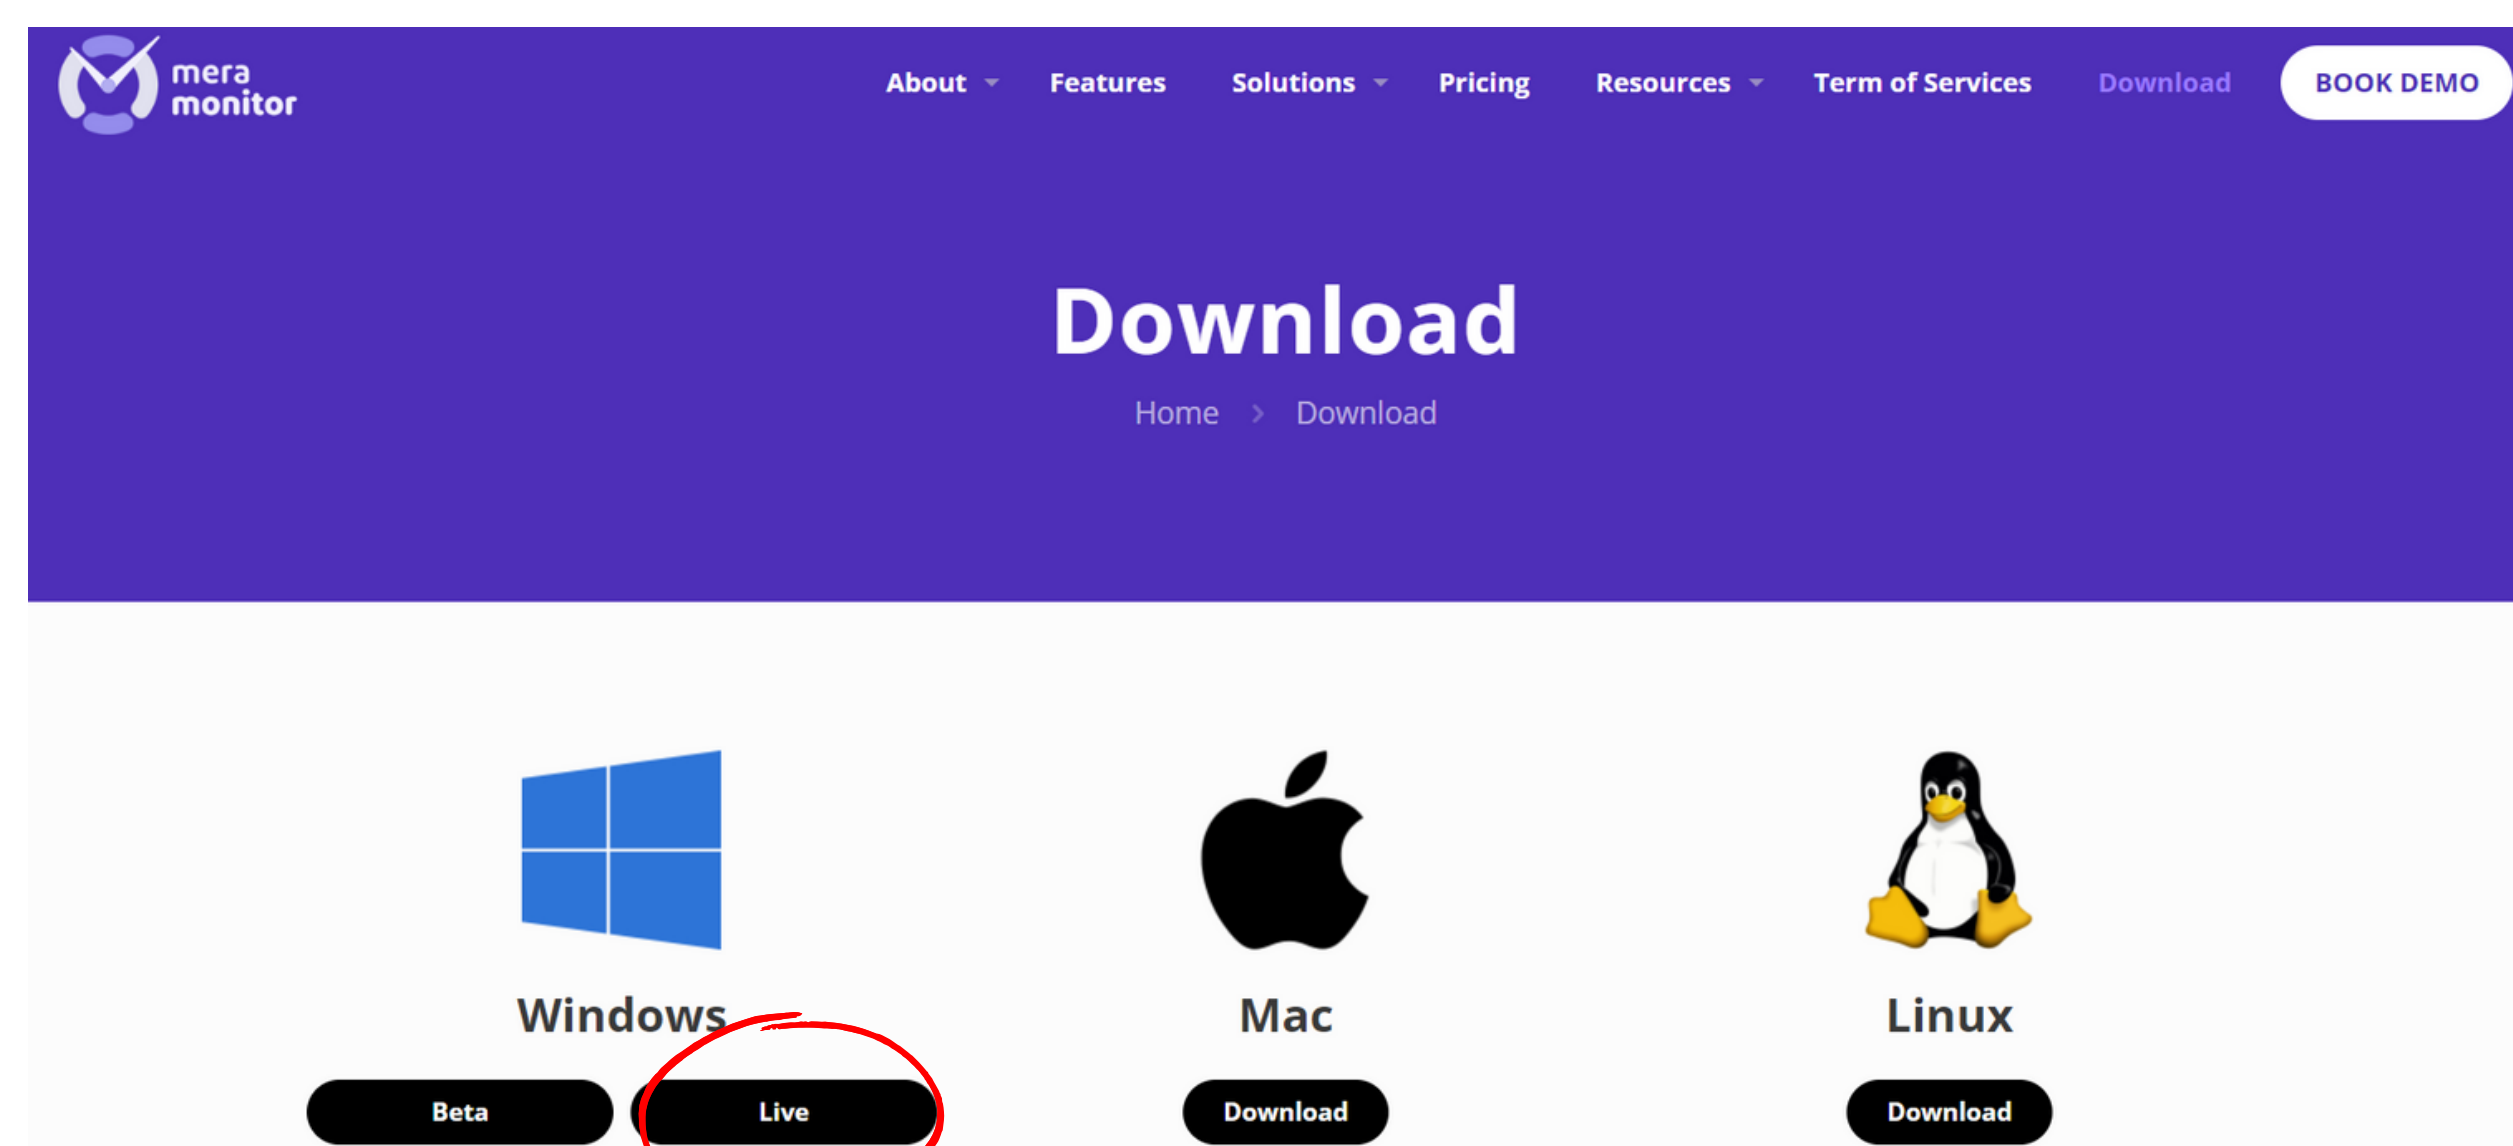 mera
monitor
About Features Solutions Pricing Resources Term of Services Download BOOK DEMO
Download
Home > Download
Windows Mac Linux
Beta Live Download Download